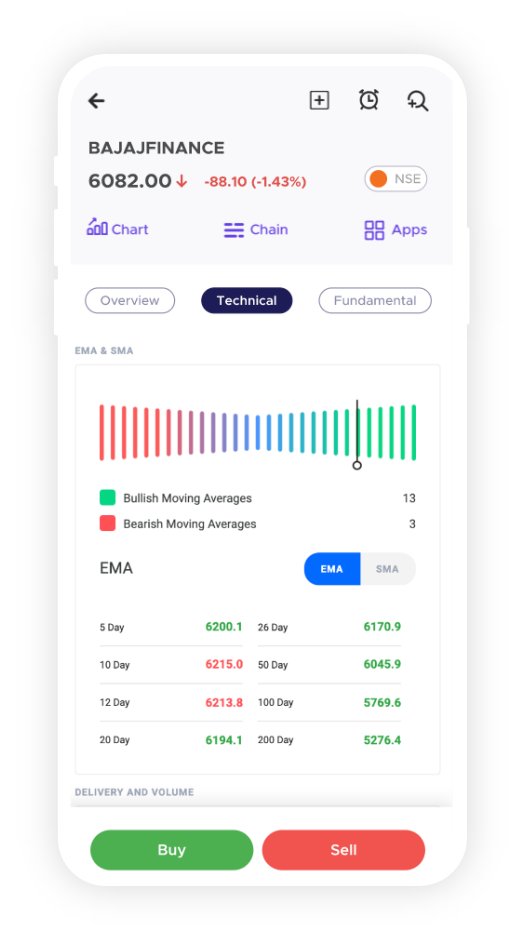 BAJAJFINANCE
6082.00 ↓ -88.10 (-1.43%) NSE
Chart Chain Apps
Overview Technical Fundamental
EMA & SMA
Bullish Moving Averages 13
Bearish Moving Averages 3
EMA EMA SMA
5 Day 6200.1 26 Day 6170.9
10 Day 6215.0 50 Day 6045.9
12 Day 6213.8 100 Day 5769.6
20 Day 6194.1 200 Day 5276.4
DELIVERY AND VOLUME
Buy Sell